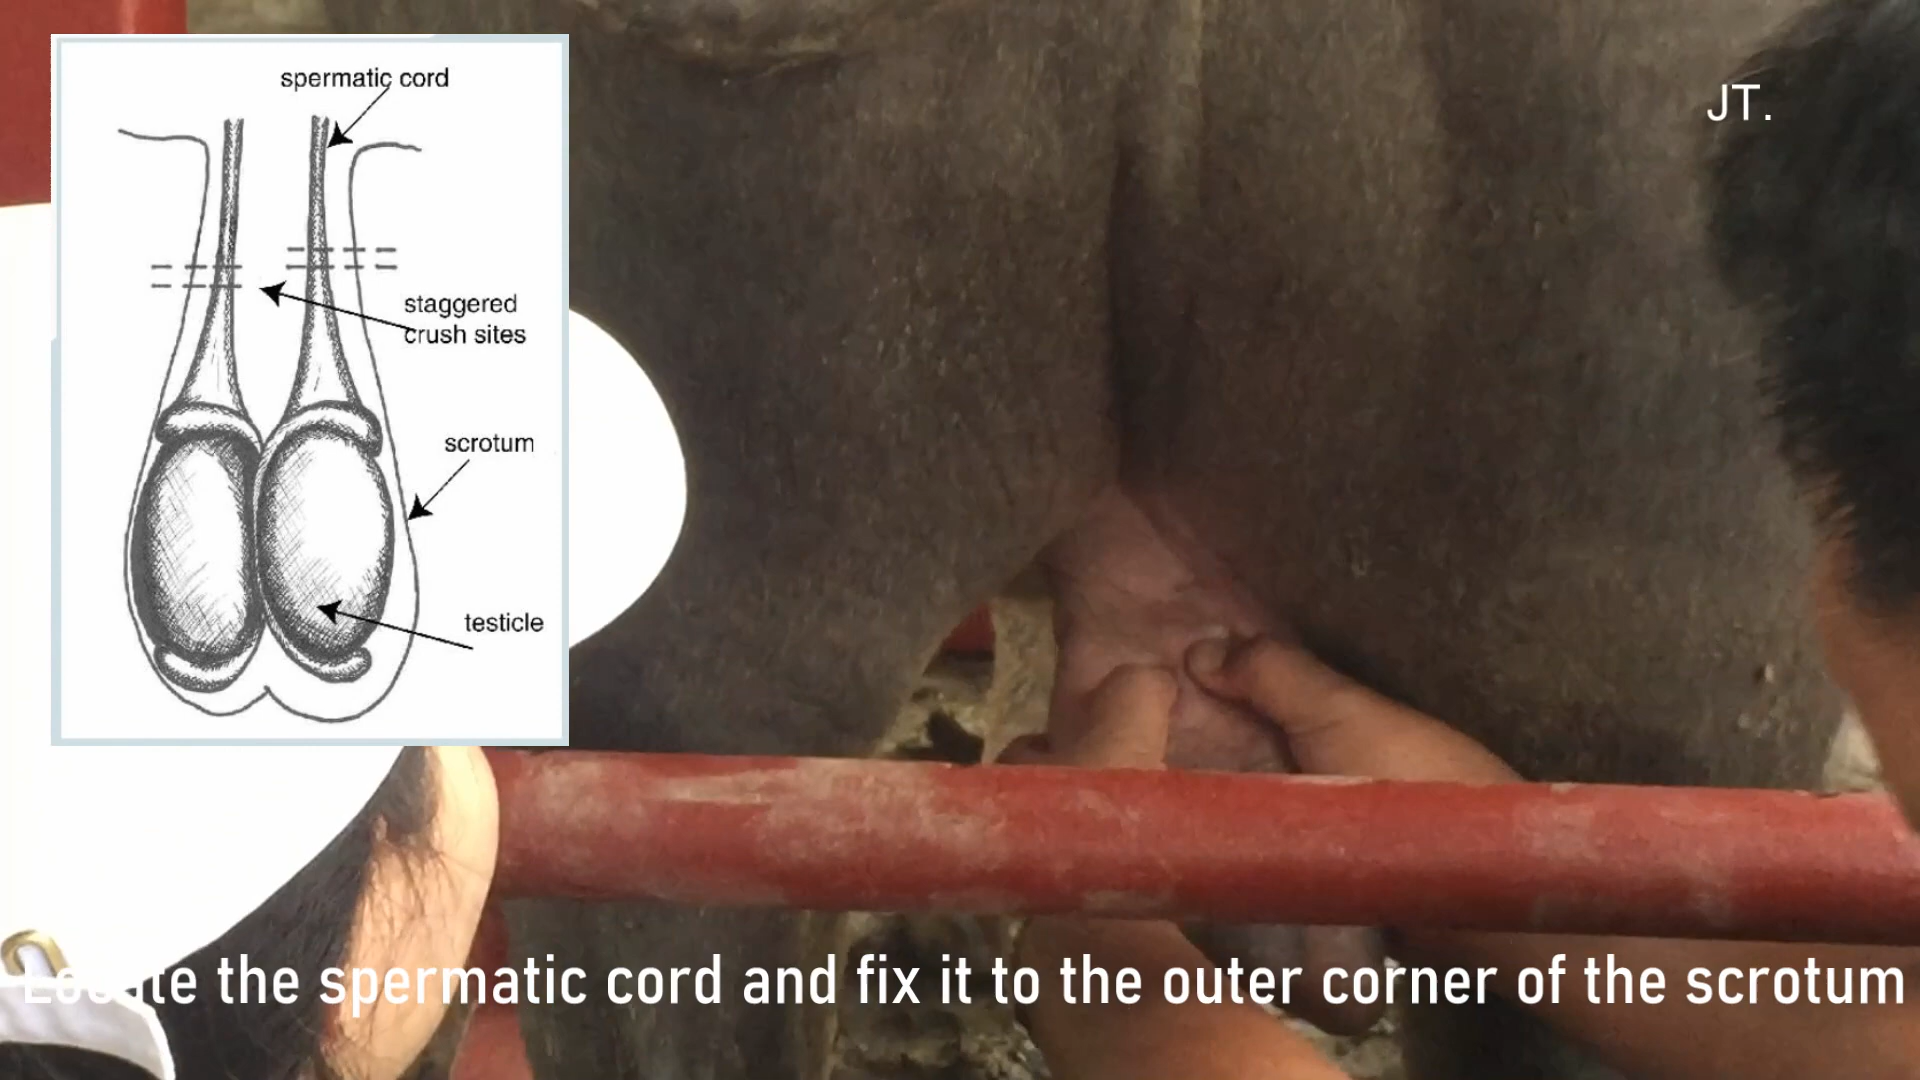 spermatic cord
JT.
staggered
crush sites
scrotum
testicle
Locate the spermatic cord and fix it to the outer corner of the scrotum